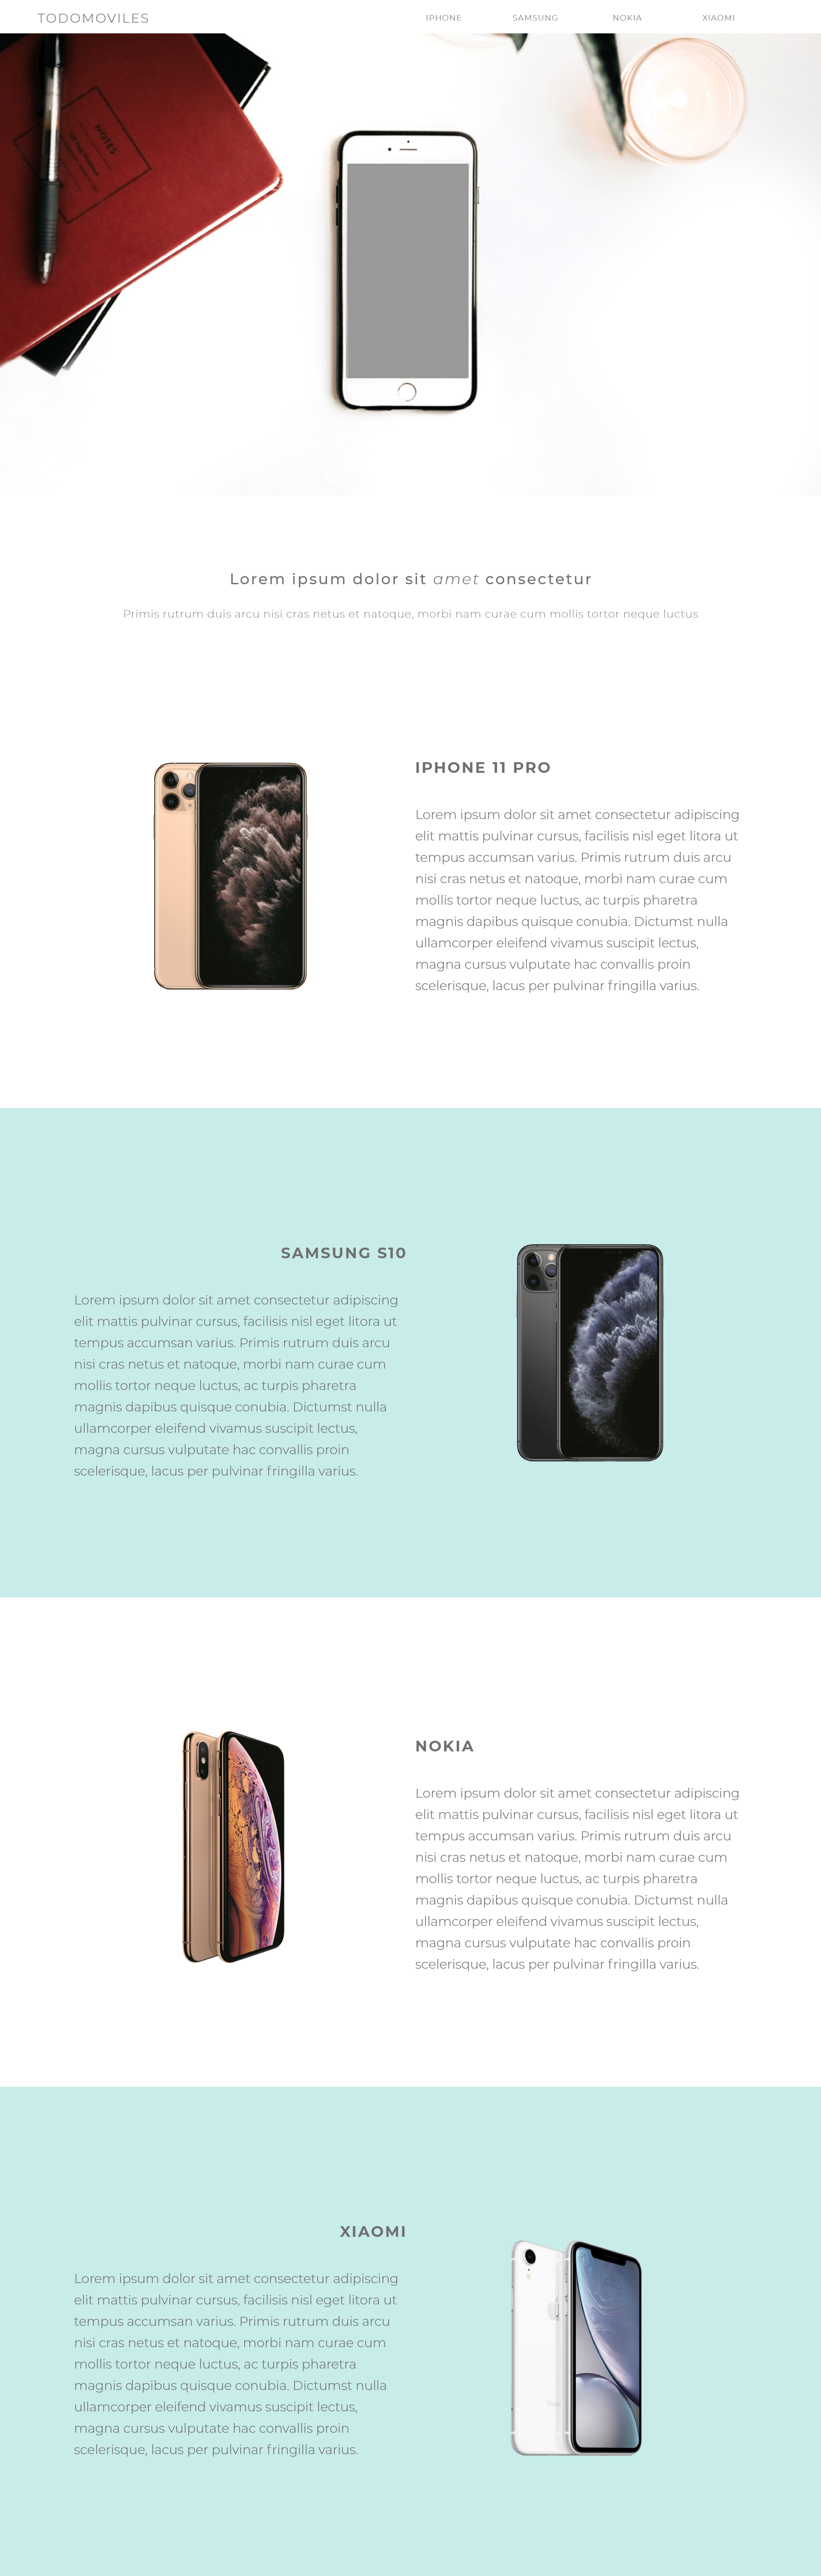 TODOMOVILES
IPHONE SAMSUNG NOKIA XIAOMI
NOTES
Lorem ipsum dolor sit amet consectetur
Primis rutrum duis arcu nisi cras netus et natoque, morbi nam curae cum mollis tortor neque luctus
IPHONE 11 PRO
Lorem ipsum dolor sit amet consectetur adipiscing
elit mattis pulvinar cursus, facilisis nisl eget litora ut
tempus accumsan varius. Primis rutrum duis arcu
nisi cras netus et natoque, morbi nam curae cum
mollis tortor neque luctus, ac turpis pharetra
magnis dapibus quisque conubia. Dictumst nulla
ullamcorper eleifend vivamus suscipit lectus,
magna cursus vulputate hac convallis proin
scelerisque, lacus per pulvinar fringilla varius.
SAMSUNG S10
Lorem ipsum dolor sit amet consectetur adipiscing
elit mattis pulvinar cursus, facilisis nisl eget litora ut
tempus accumsan varius. Primis rutrum duis arcu
nisi cras netus et natoque, morbi nam curae cum
mollis tortor neque luctus, ac turpis pharetra
magnis dapibus quisque conubia. Dictumst nulla
ullamcorper eleifend vivamus suscipit lectus,
magna cursus vulputate hac convallis proin
scelerisque, lacus per pulvinar fringilla varius.
NOKIA
Lorem ipsum dolor sit amet consectetur adipiscing
elit mattis pulvinar cursus, facilisis nisl eget litora ut
tempus accumsan varius. Primis rutrum duis arcu
nisi cras netus et natoque, morbi nam curae cum
mollis tortor neque luctus, ac turpis pharetra
magnis dapibus quisque conubia. Dictumst nulla
ullamcorper eleifend vivamus suscipit lectus,
magna cursus vulputate hac convallis proin
scelerisque, lacus per pulvinar fringilla varius.
XIAOMI
Lorem ipsum dolor sit amet consectetur adipiscing
elit mattis pulvinar cursus, facilisis nisl eget litora ut
tempus accumsan varius. Primis rutrum duis arcu
nisi cras netus et natoque, morbi nam curae cum
mollis tortor neque luctus, ac turpis pharetra
magnis dapibus quisque conubia. Dictumst nulla
ullamcorper eleifend vivamus suscipit lectus,
magna cursus vulputate hac convallis proin
scelerisque, lacus per pulvinar fringilla varius.